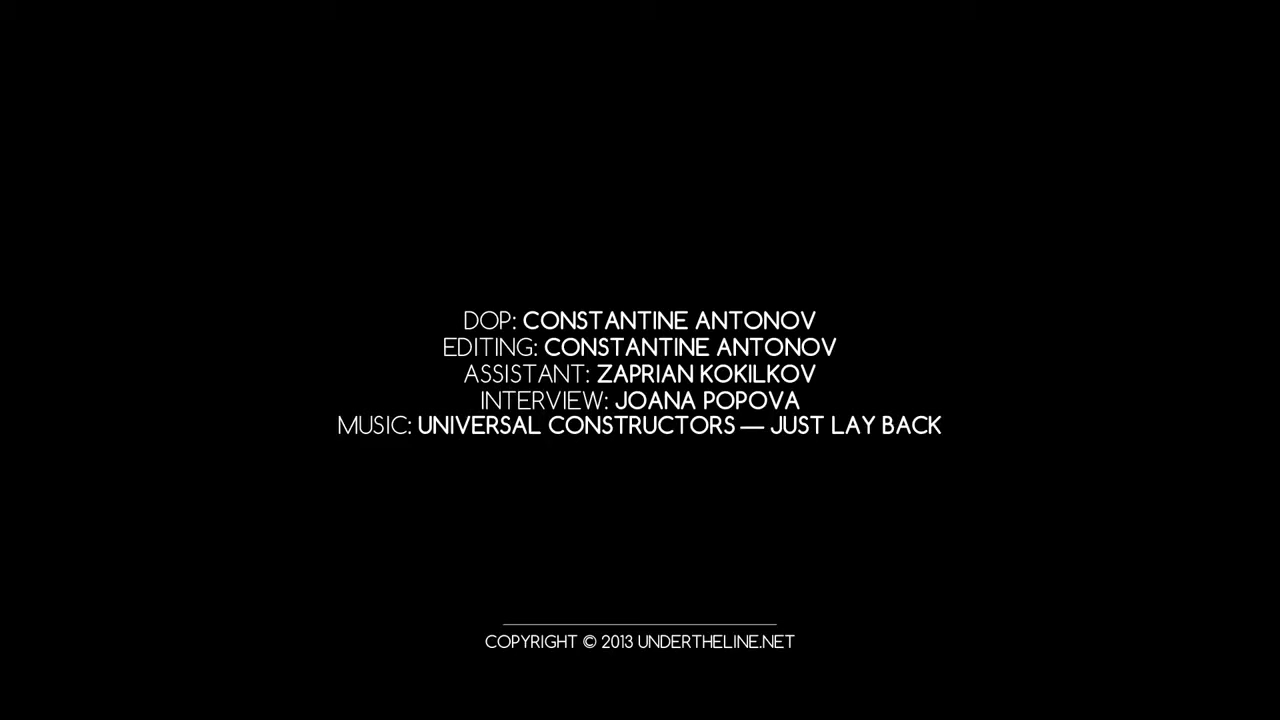 DOP: CONSTANTINE ANTONOV
EDITING: CONSTANTINE ANTONOV
ASSISTANT: ZAPRIAN KOKILKOV
INTERVIEW: JOANA POPOVA
MUSIC: UNIVERSAL CONSTRUCTORS — JUST LAY BACK
COPYRIGHT © 2013 UNDERTHELINE.NET